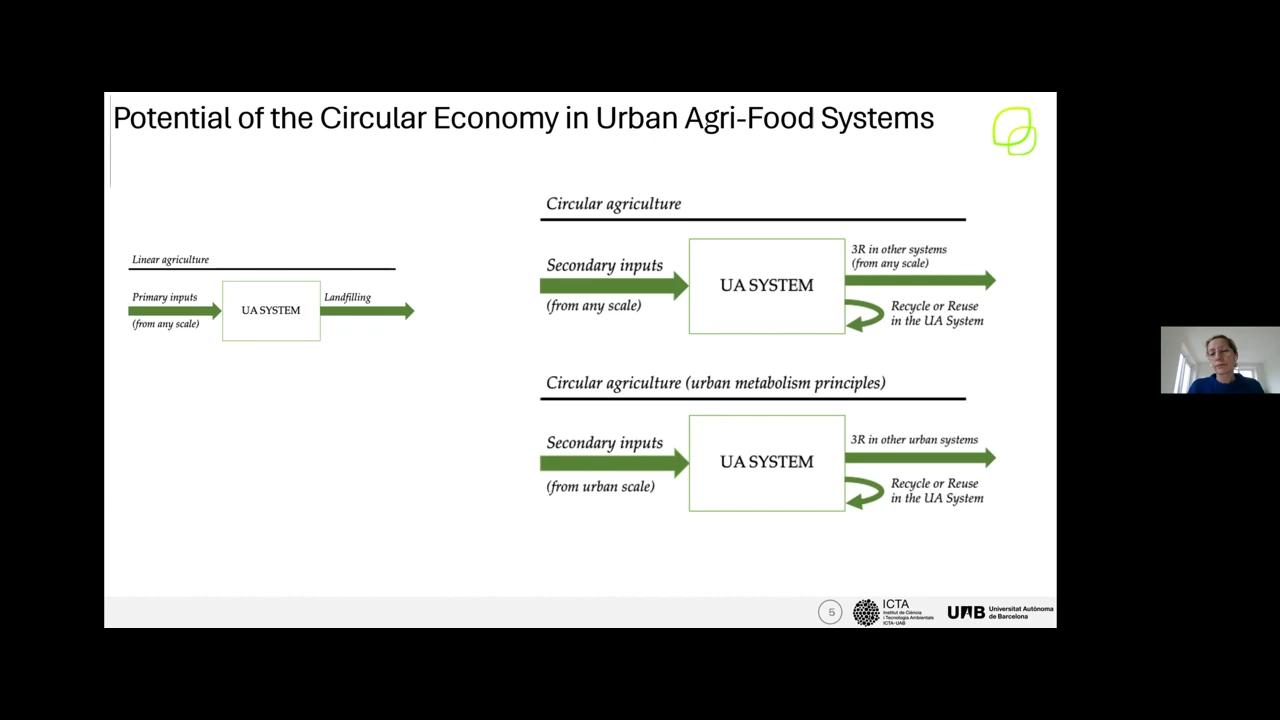 Potential of the Circular Economy in Urban Agri-Food Systems
Linear agriculture
Primary inputs
(from any scale)
UA SYSTEM
Landfilling
Circular agriculture
Secondary inputs
(from any scale)
UA SYSTEM
3R in other systems
(from any scale)
Recycle or Reuse
in the UA System
Circular agriculture (urban metabolism principles)
Secondary inputs
(from urban scale)
UA SYSTEM
3R in other urban systems
Recycle or Reuse
in the UA System
5
ICTA
Institut de Ciència
i Tecnologia Ambientals
ICTA-UAB
UAB
Universitat Autònoma
de Barcelona